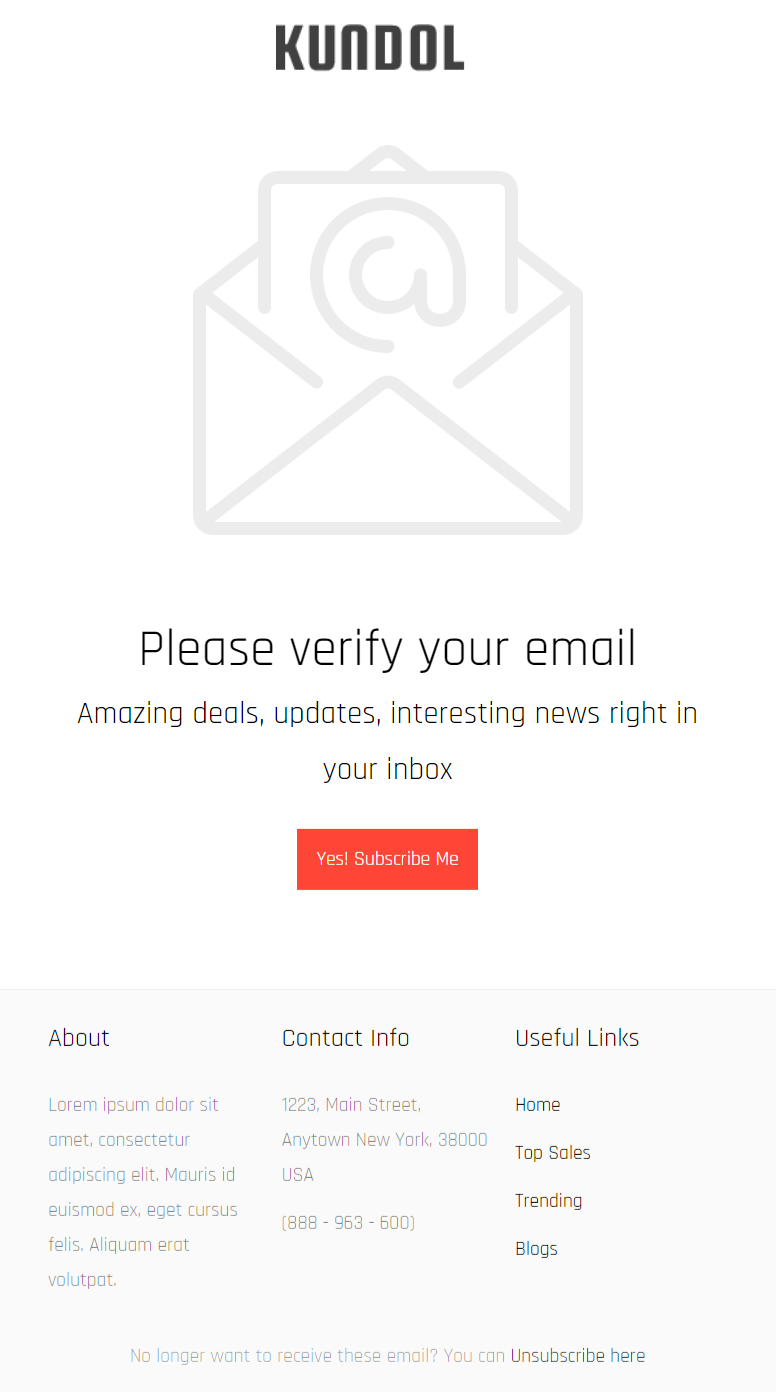 KUNDOL
Please verify your email
Amazing deals, updates, interesting news right in
your inbox
Yes! Subscribe Me
About
Lorem ipsum dolor sit
amet, consectetur
adipiscing elit. Mauris id
euismod ex, eget cursus
felis. Aliquam erat
volutpat.
Contact Info
1223, Main Street,
Anytown New York, 38000
USA
(888 - 963 - 600)
Useful Links
Home
Top Sales
Trending
Blogs
No longer want to receive these email? You can Unsubscribe here